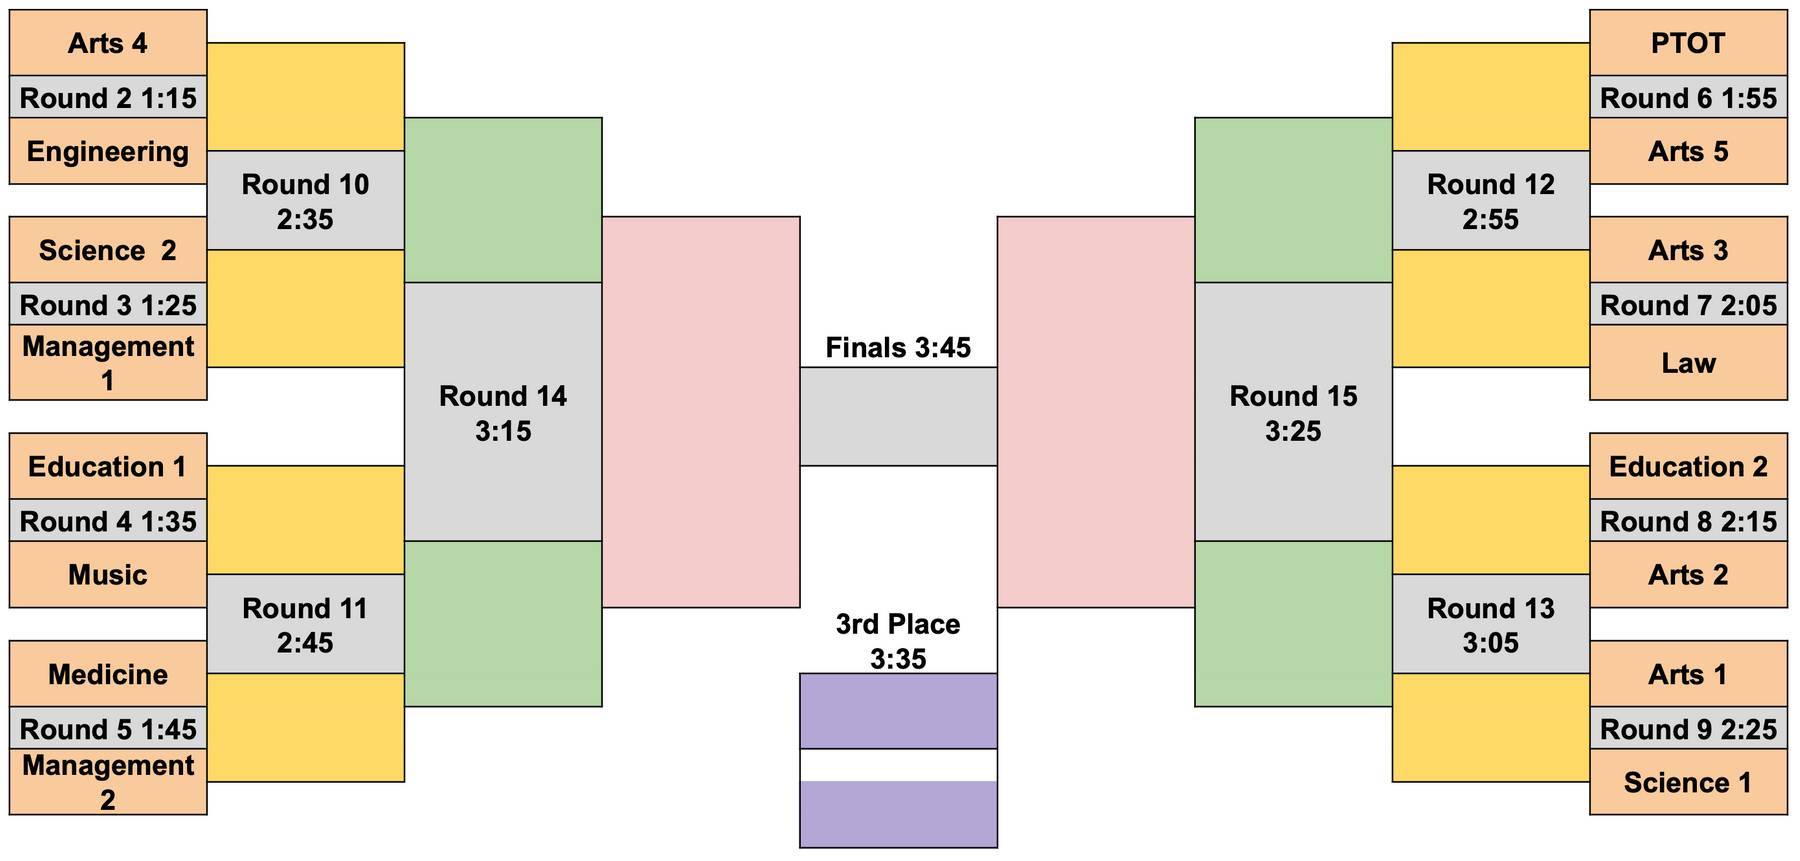 Arts 4
Round 2 1:15
Engineering
Science  2
Round 3 1:25
Management
1
Education 1
Round 4 1:35
Music
Medicine
Round 5 1:45
Management
2
Round 10
2:35
Round 11
2:45
Round 14
3:15
Finals 3:45
3rd Place
3:35
Round 15
3:25
Round 12
2:55
Round 13
3:05
PTOT
Round 6 1:55
Arts 5
Arts 3
Round 7 2:05
Law
Education 2
Round 8 2:15
Arts 2
Arts 1
Round 9 2:25
Science 1